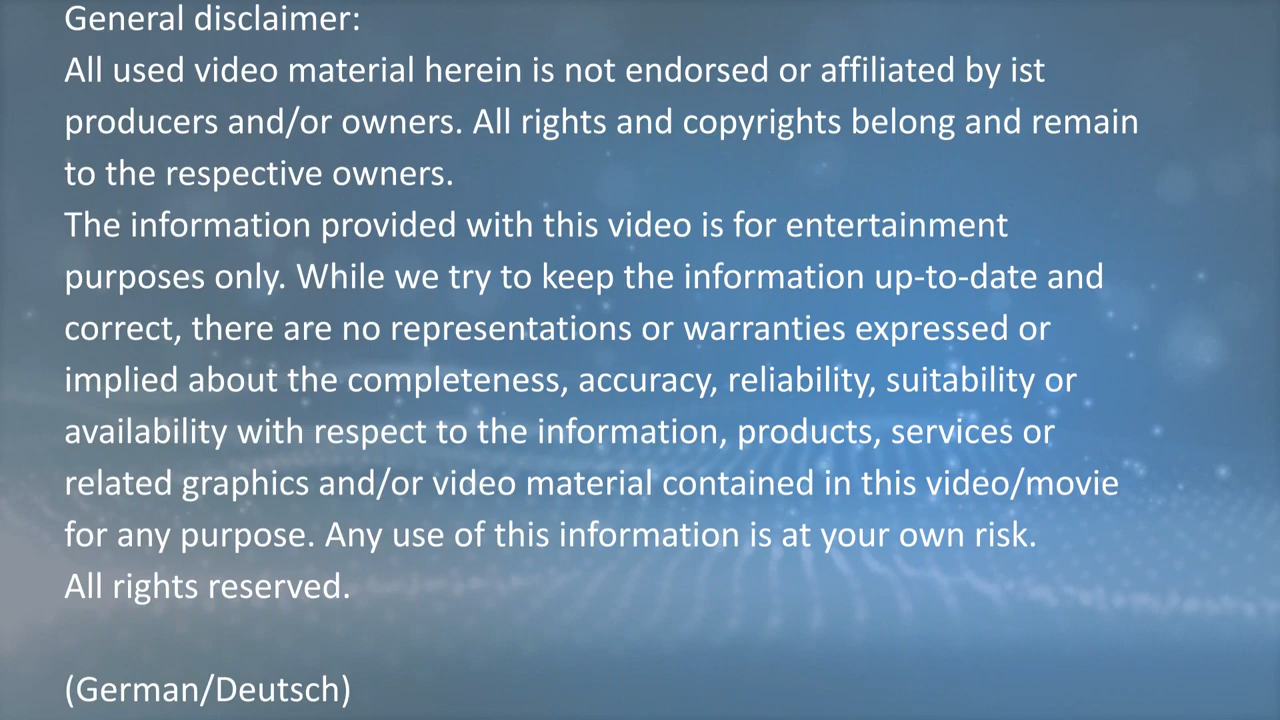 General disclaimer:
All used video material herein is not endorsed or affiliated by ist
producers and/or owners. All rights and copyrights belong and remain
to the respective owners.
The information provided with this video is for entertainment
purposes only. While we try to keep the information up-to-date and
correct, there are no representations or warranties expressed or
implied about the completeness, accuracy, reliability, suitability or
availability with respect to the information, products, services or
related graphics and/or video material contained in this video/movie
for any purpose. Any use of this information is at your own risk.
All rights reserved.
(German/Deutsch)